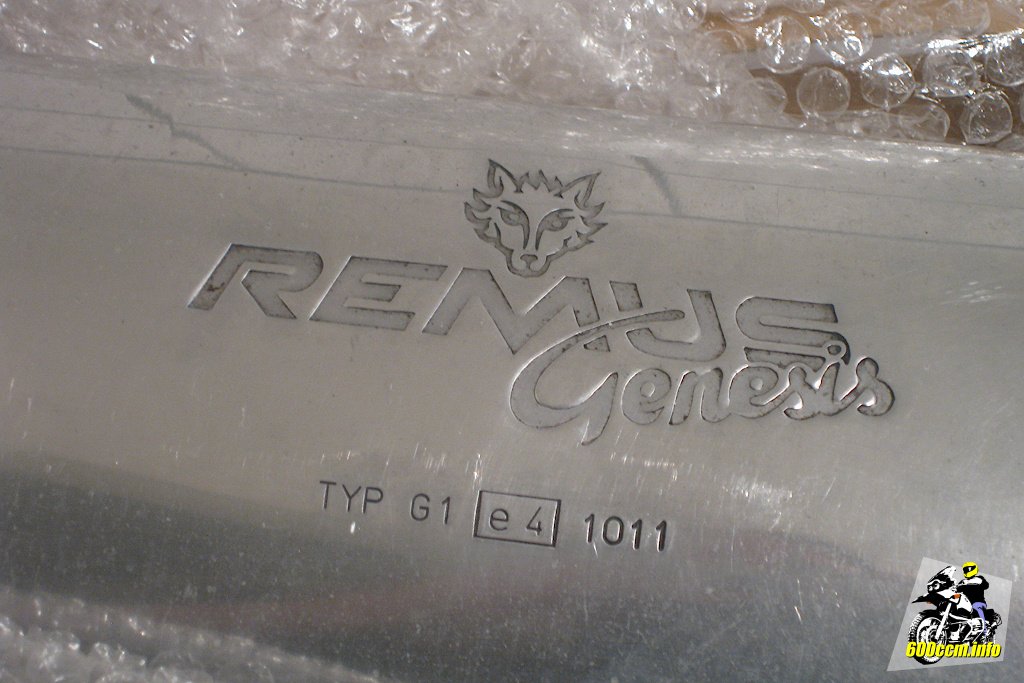 REMUS
Genesis
TYP G1 e4 1011
600ccm.info